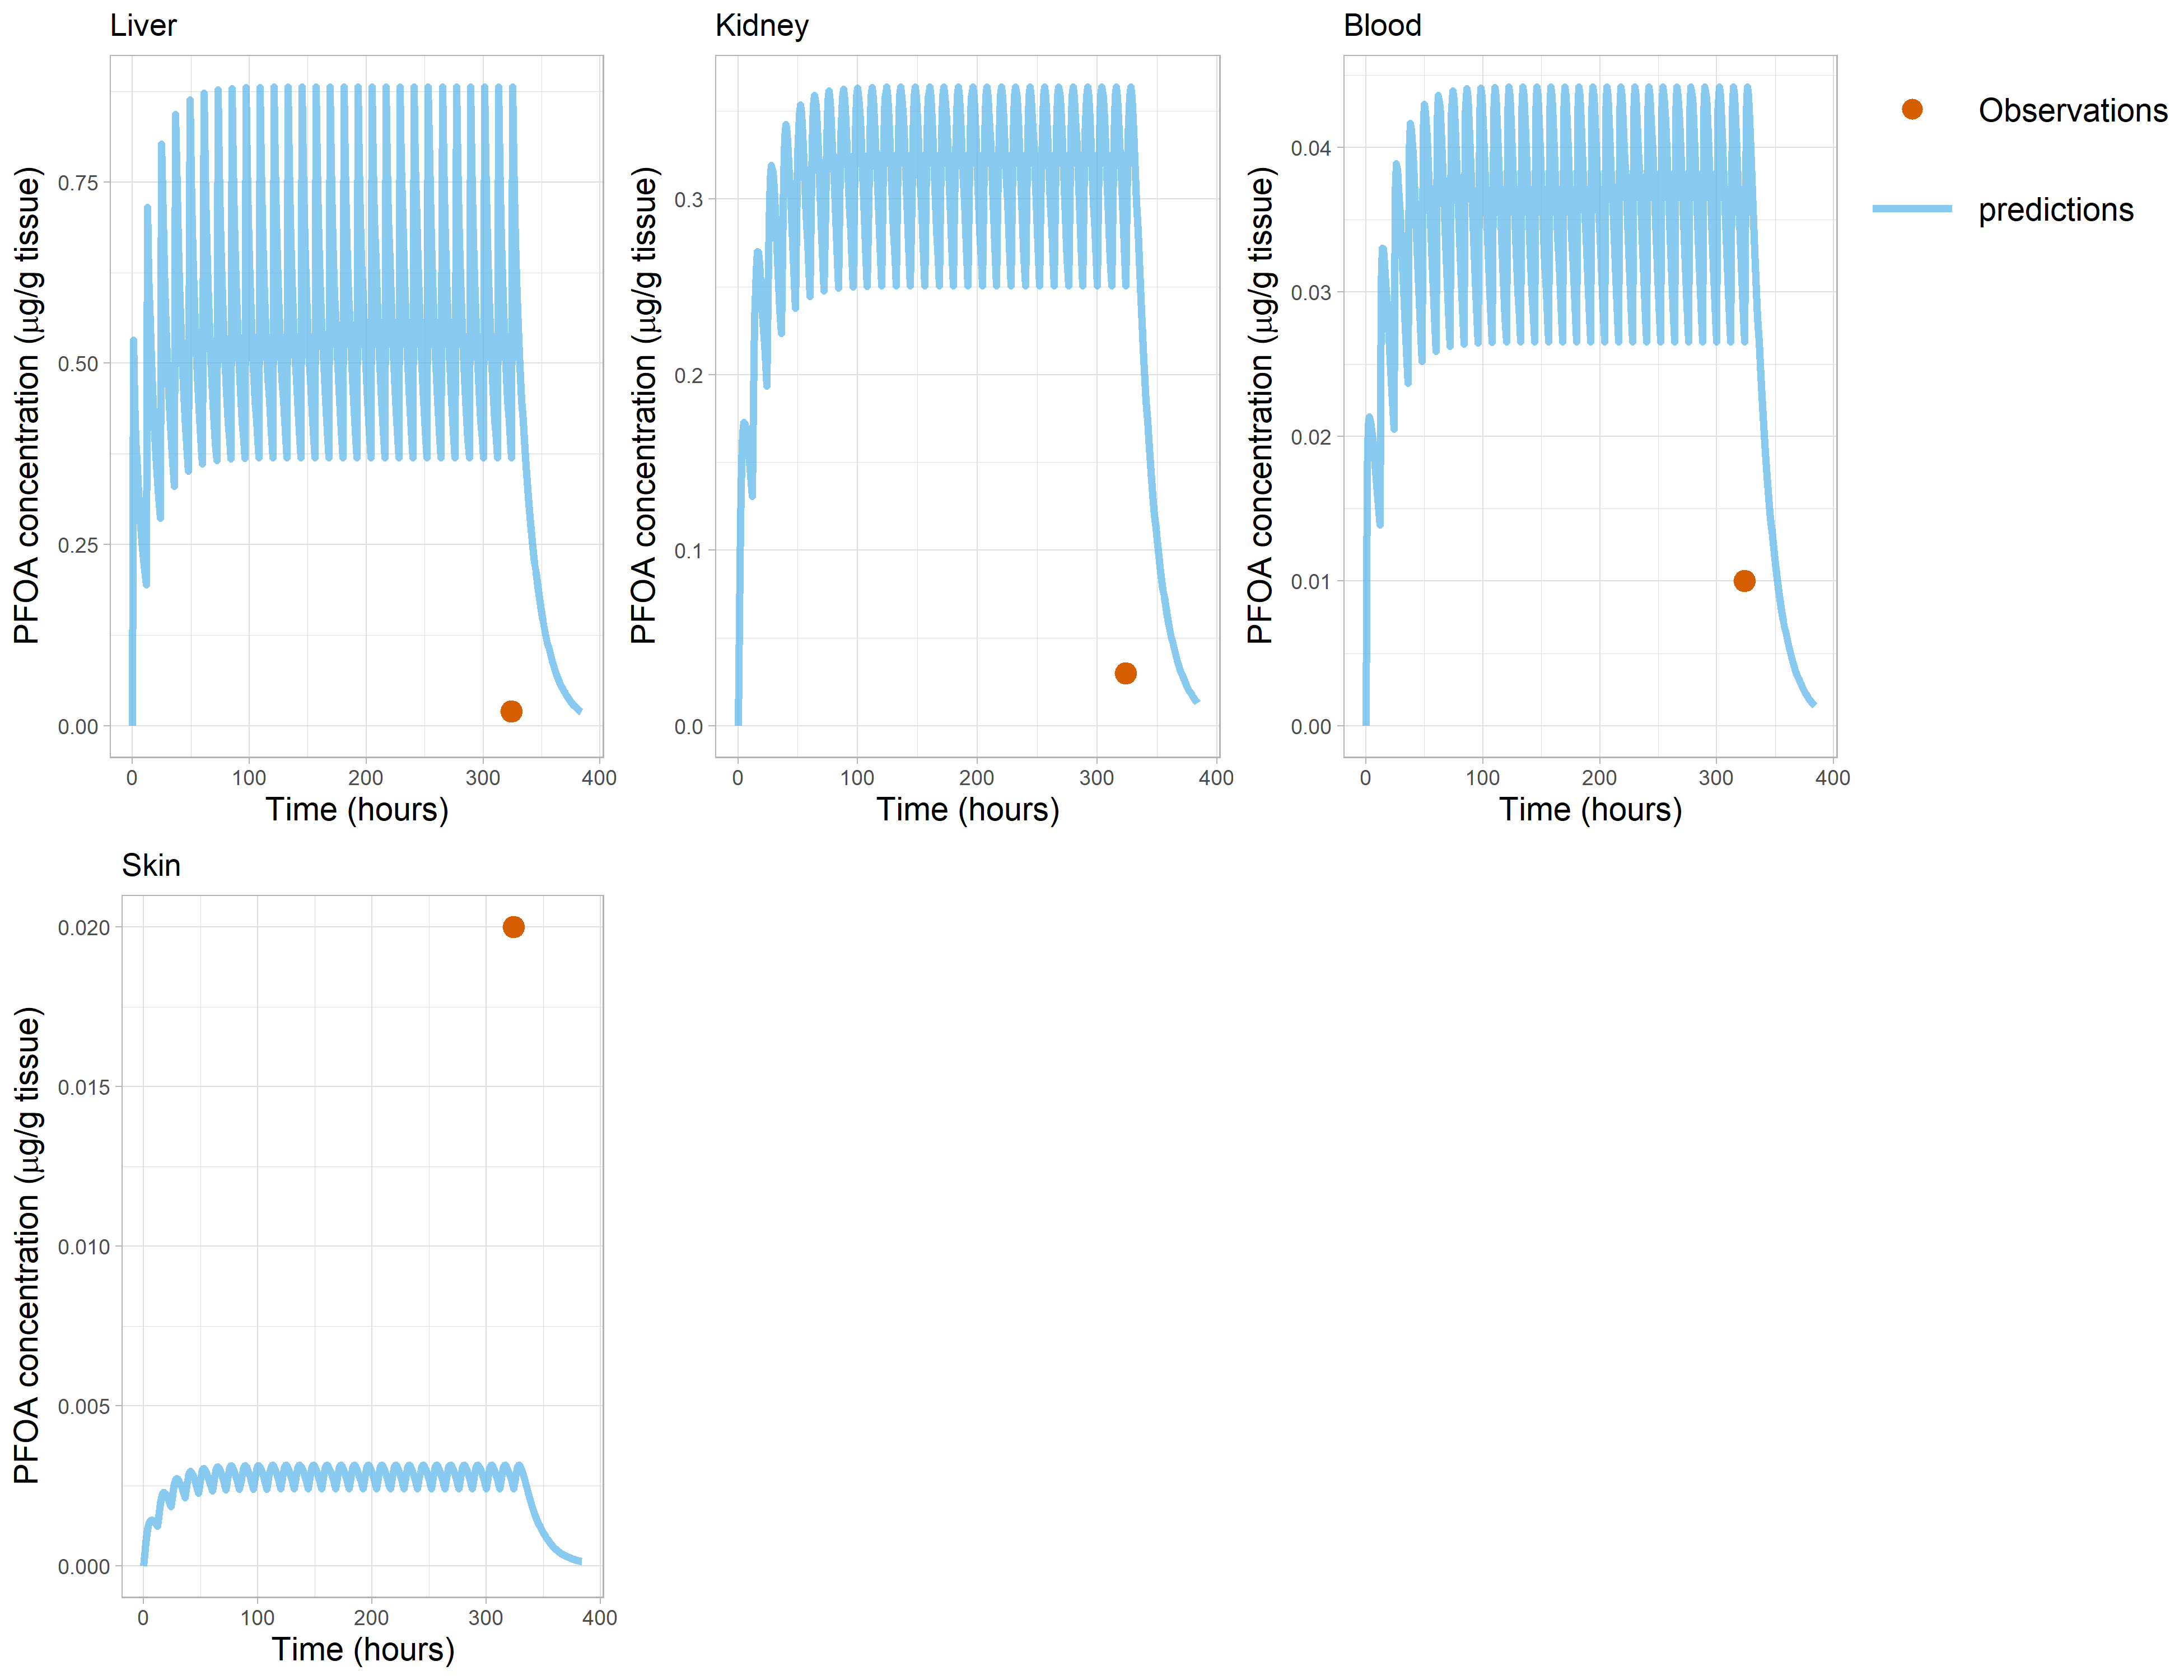 Liver
PFOA concentration (μg/g tissue)
0.75
0.50
0.25
0.00
0 100 200 300 400
Time (hours)
Kidney
PFOA concentration (μg/g tissue)
0.3
0.2
0.1
0.0
0 100 200 300 400
Time (hours)
Blood
PFOA concentration (μg/g tissue)
0.04
0.03
0.02
0.01
0.00
0 100 200 300 400
Time (hours)
Observations
predictions
Skin
PFOA concentration (μg/g tissue)
0.020
0.015
0.010
0.005
0.000
0 100 200 300 400
Time (hours)